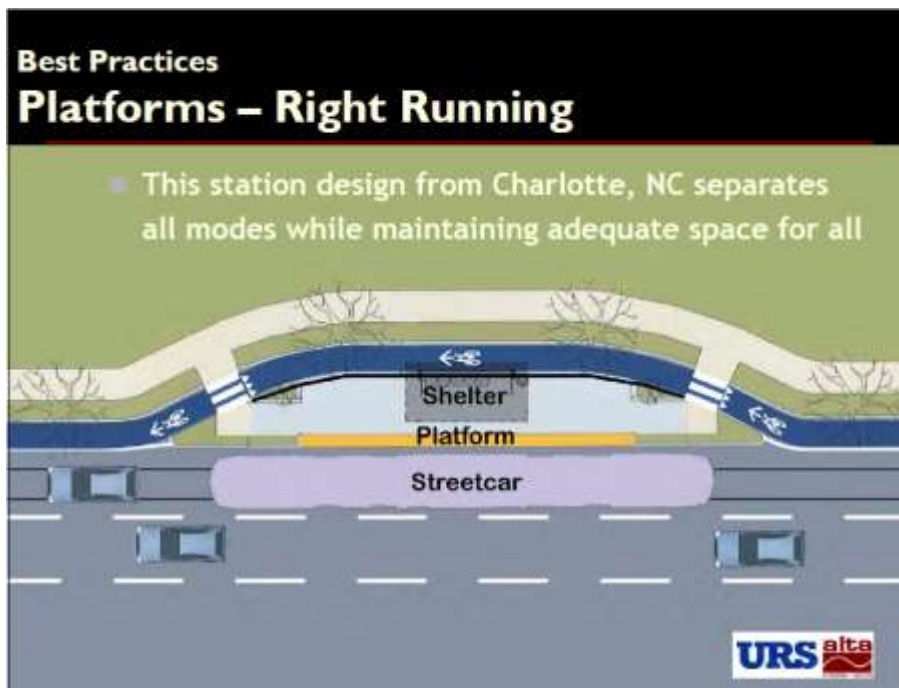 Best Practices
Platforms – Right Running
This station design from Charlotte, NC separates
all modes while maintaining adequate space for all
Shelter
Platform
Streetcar
URS alta